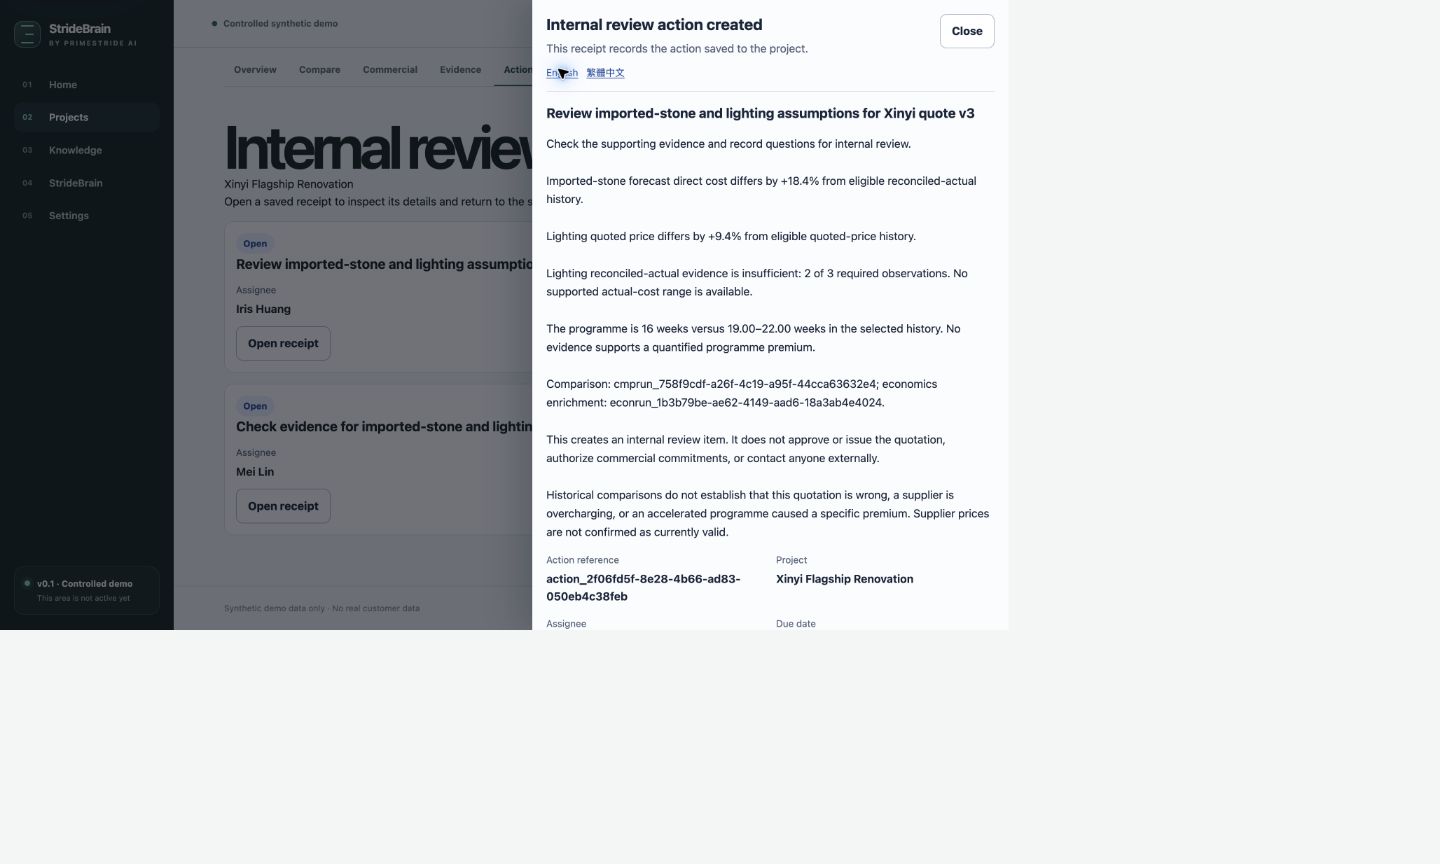 StrideBrain
BY PRIMESTRIDE AI
01 Home
02 Projects
03 Knowledge
04 StrideBrain
05 Settings
v0.1 · Controlled demo
This area is not active yet
Controlled synthetic demo
Overview Compare Commercial Evidence Action
Internal review
Xinyi Flagship Renovation
Open a saved receipt to inspect its details and return to the s
Open
Review imported-stone and lighting assumptio
Assignee
Iris Huang
Open receipt
Open
Check evidence for imported-stone and lightin
Assignee
Mei Lin
Open receipt
Synthetic demo data only · No real customer data
Internal review action created
Close
This receipt records the action saved to the project.
繁體中文
Review imported-stone and lighting assumptions for Xinyi quote v3
Check the supporting evidence and record questions for internal review.
Imported-stone forecast direct cost differs by +18.4% from eligible reconciled-actual
history.
Lighting quoted price differs by +9.4% from eligible quoted-price history.
Lighting reconciled-actual evidence is insufficient: 2 of 3 required observations. No
supported actual-cost range is available.
The programme is 16 weeks versus 19.00–22.00 weeks in the selected history. No
evidence supports a quantified programme premium.
Comparison: cmprun_758f9cdf-a26f-4c19-a95f-44cca63632e4; economics
enrichment: econrun_1b3b79be-ae62-4149-aad6-18a3ab4e4024.
This creates an internal review item. It does not approve or issue the quotation,
authorize commercial commitments, or contact anyone externally.
Historical comparisons do not establish that this quotation is wrong, a supplier is
overcharging, or an accelerated programme caused a specific premium. Supplier prices
are not confirmed as currently valid.
Action reference
action_2f06fd5f-8e28-4b66-ad83-
050eb4c38feb
Project
Xinyi Flagship Renovation
Assignee
Due date